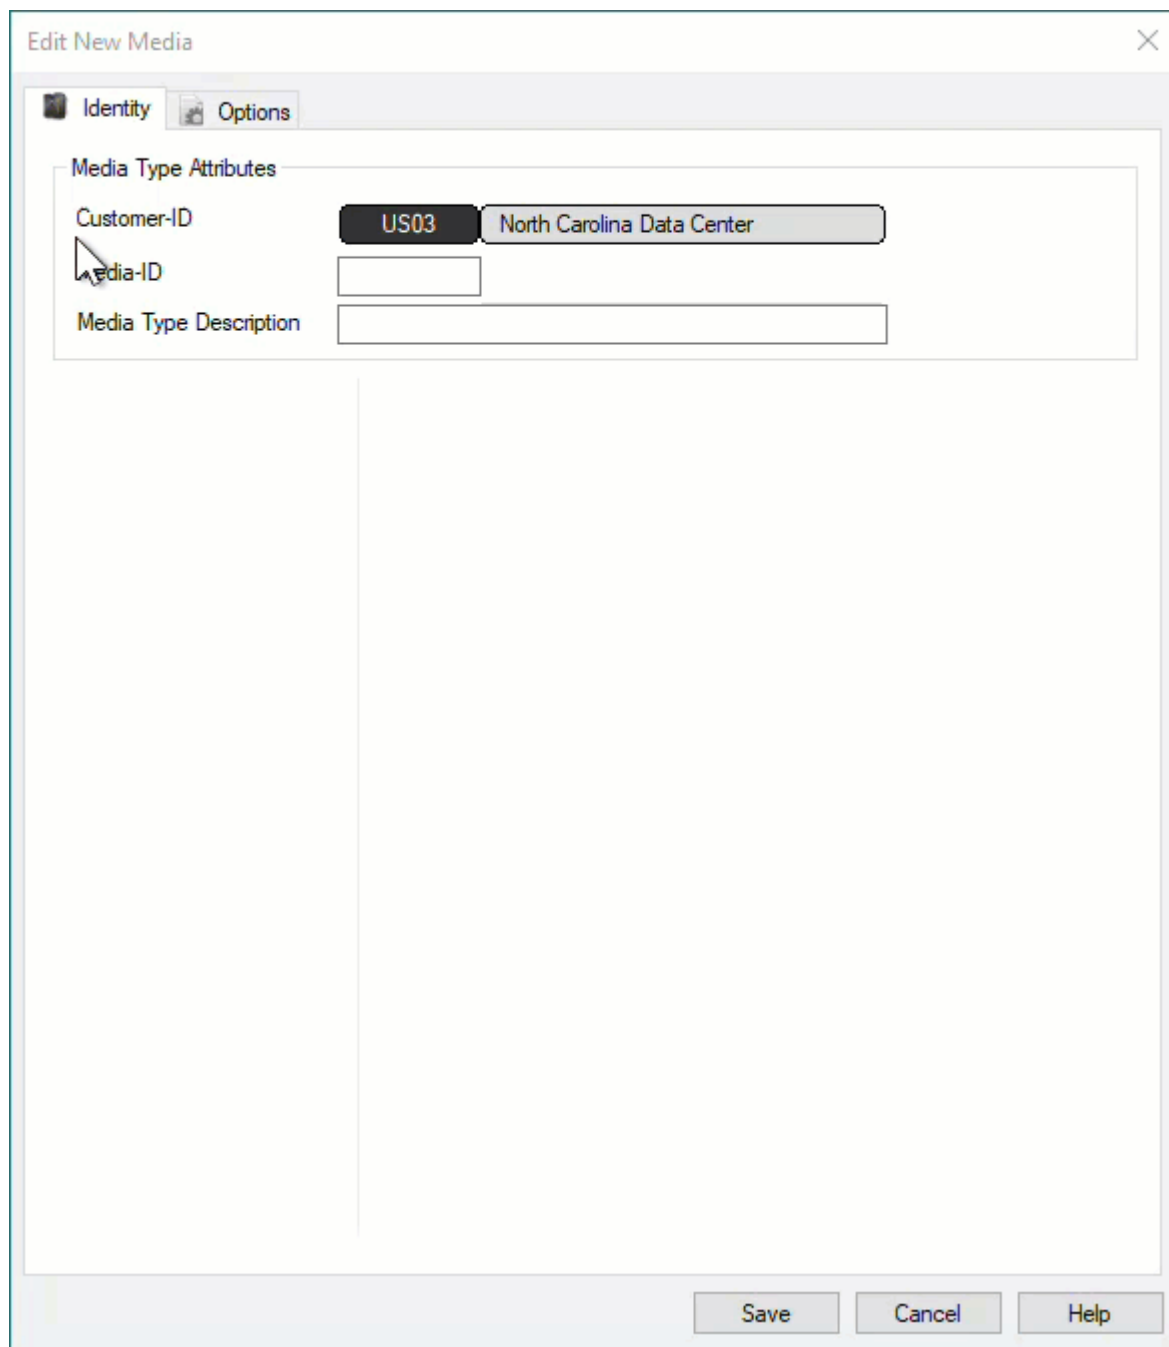 Edit New Media
Identity Options
Media Type Attributes
Customer-ID US03 North Carolina Data Center
edia-ID
Media Type Description
Save Cancel Help